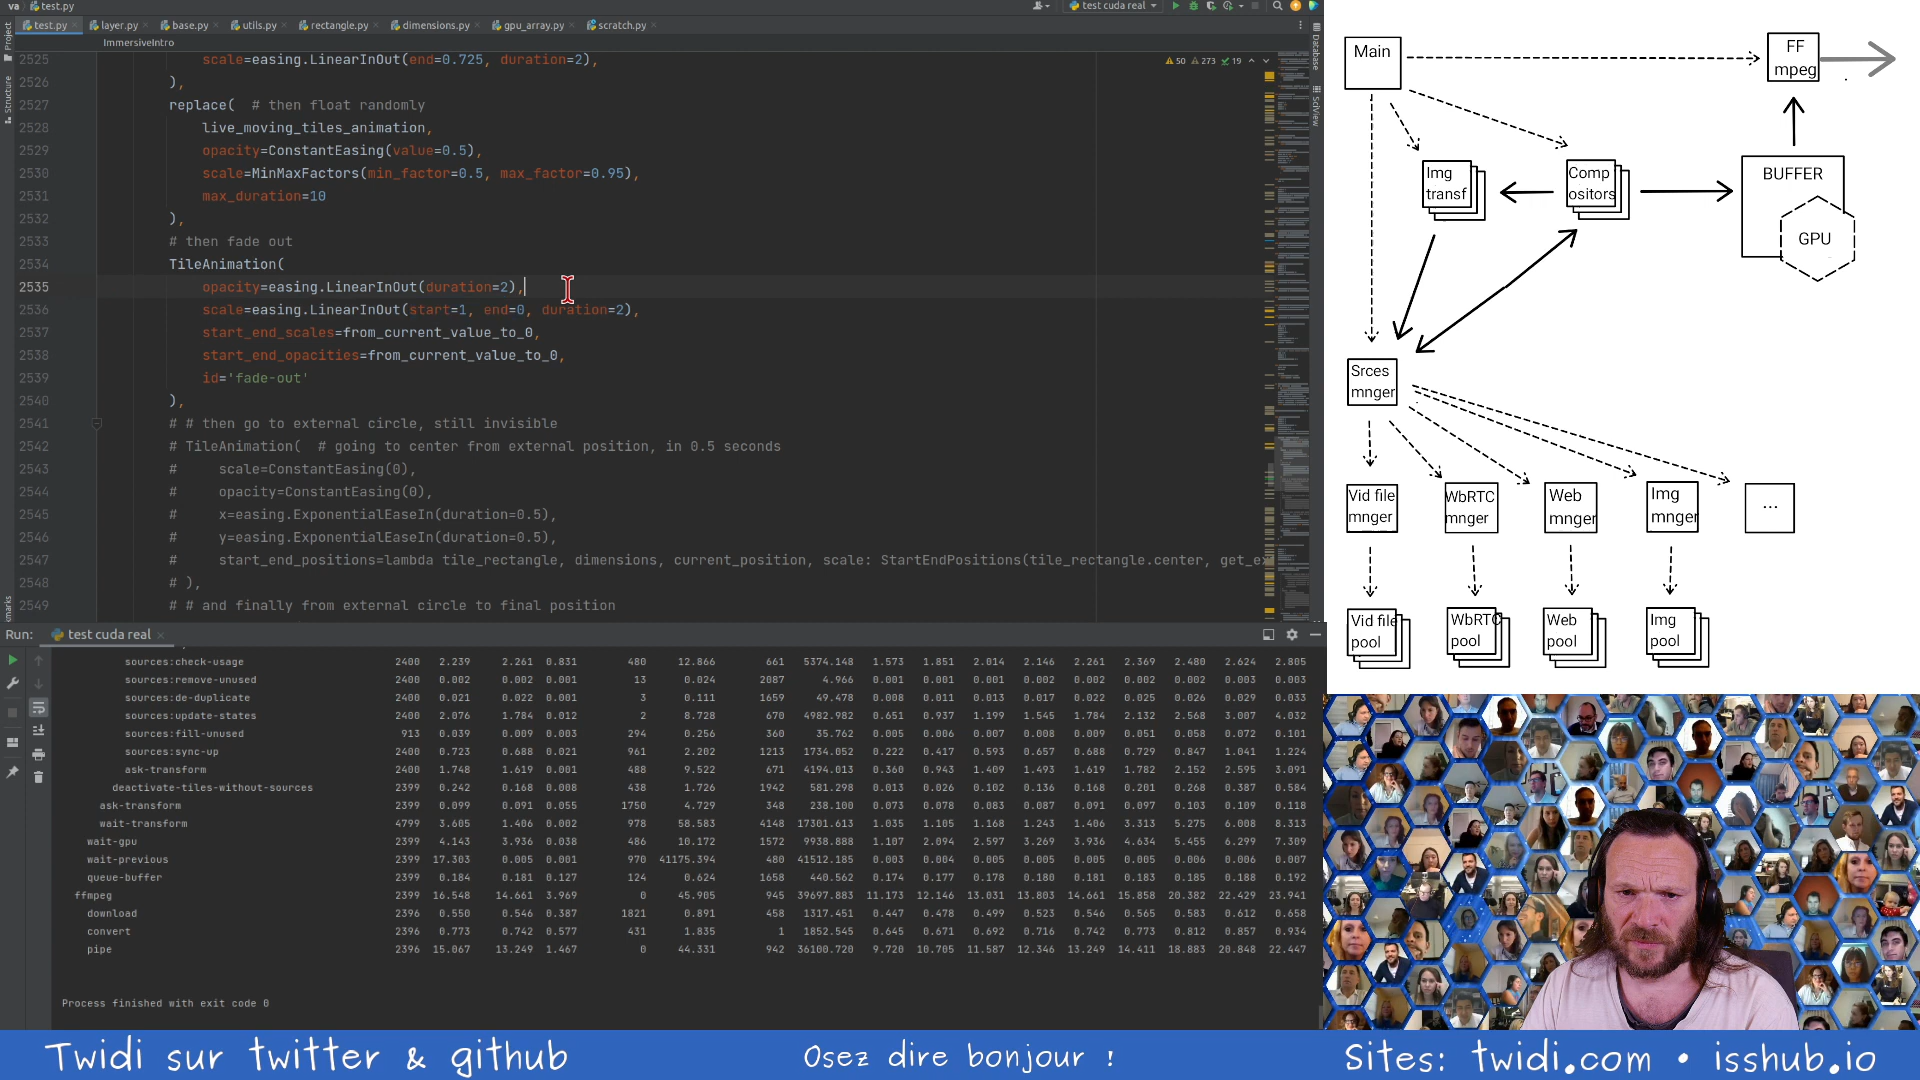 va › test.py
test cuda real
test.py
layer.py
base.py
utils.py
rectangle.py
dimensions.py
gpu_array.py
scratch.py
ImmersiveIntro
50 273 19
2525 scale=easing.LinearInOut(end=0.725, duration=2),
2526 ),
2527 replace(  # then float randomly
2528 live_moving_tiles_animation,
2529 opacity=ConstantEasing(value=0.5),
2530 scale=MinMaxFactors(min_factor=0.5, max_factor=0.95),
2531 max_duration=10
2532 ),
2533 # then fade out
2534 TileAnimation(
2535 opacity=easing.LinearInOut(duration=2),
2536 scale=easing.LinearInOut(start=1, end=0, duration=2),
2537 start_end_scales=from_current_value_to_0,
2538 start_end_opacities=from_current_value_to_0,
2539 id='fade-out'
2540 ),
2541 # # then go to external circle, still invisible
2542 # TileAnimation(  # going to center from external position, in 0.5 seconds
2543 #     scale=ConstantEasing(0),
2544 #     opacity=ConstantEasing(0),
2545 #     x=easing.ExponentialEaseIn(duration=0.5),
2546 #     y=easing.ExponentialEaseIn(duration=0.5),
2547 #     start_end_positions=lambda tile_rectangle, dimensions, current_position, scale: StartEndPositions(tile_rectangle.center, get_ex
2548 # ),
2549 # # and finally from external circle to final position
Project
Structure
Database
SciView
Run: test cuda real
sources:check-usage 2400 2.239 2.261 0.831 480 12.866 661 5374.148 1.573 1.851 2.014 2.146 2.261 2.369 2.480 2.624 2.805
sources:remove-unused 2400 0.002 0.002 0.001 13 0.024 2087 4.966 0.001 0.001 0.001 0.002 0.002 0.002 0.002 0.003 0.003
sources:de-duplicate 2400 0.021 0.022 0.001 3 0.111 1659 49.478 0.008 0.011 0.013 0.017 0.022 0.025 0.026 0.029 0.033
sources:update-states 2400 2.076 1.784 0.012 2 8.728 670 4982.982 0.651 0.937 1.199 1.545 1.784 2.132 2.568 3.007 4.032
sources:fill-unused 913 0.039 0.009 0.003 294 0.256 360 35.762 0.005 0.006 0.007 0.008 0.009 0.051 0.058 0.072 0.101
sources:sync-up 2400 0.723 0.688 0.021 961 2.202 1213 1734.052 0.222 0.417 0.593 0.657 0.688 0.729 0.847 1.041 1.224
ask-transform 2400 1.748 1.619 0.001 488 9.522 671 4194.013 0.360 0.943 1.409 1.493 1.619 1.782 2.152 2.595 3.091
deactivate-tiles-without-sources 2399 0.242 0.168 0.008 438 1.726 1942 581.298 0.013 0.026 0.102 0.136 0.168 0.201 0.268 0.387 0.584
ask-transform 2399 0.099 0.091 0.055 1750 4.729 348 238.100 0.073 0.078 0.083 0.087 0.091 0.097 0.103 0.109 0.118
wait-transform 4799 3.605 1.406 0.002 978 58.583 4148 17301.613 1.035 1.105 1.168 1.243 1.406 3.313 5.275 6.008 8.313
wait-gpu 2399 4.143 3.936 0.038 486 10.172 1572 9938.888 1.107 2.094 2.597 3.269 3.936 4.634 5.455 6.299 7.309
wait-previous 2399 17.303 0.005 0.001 970 41175.394 480 41512.185 0.003 0.004 0.005 0.005 0.005 0.005 0.006 0.006 0.007
queue-buffer 2399 0.184 0.181 0.127 124 0.624 1658 440.562 0.174 0.177 0.178 0.180 0.181 0.183 0.185 0.188 0.192
ffmpeg 2399 16.548 14.661 3.969 0 45.905 945 39697.883 11.173 12.146 13.031 13.803 14.661 15.858 20.382 22.429 23.941
download 2396 0.550 0.546 0.387 1821 0.891 458 1317.451 0.447 0.478 0.499 0.523 0.546 0.565 0.583 0.612 0.658
convert 2396 0.773 0.742 0.577 431 1.835 1 1852.545 0.645 0.671 0.692 0.716 0.742 0.773 0.812 0.857 0.934
pipe 2396 15.067 13.249 1.467 0 44.331 942 36100.720 9.720 10.705 11.587 12.346 13.249 14.411 18.883 20.848 22.447
Process finished with exit code 0
Main
FF
mpeg
Img
transf
Comp
ositors
BUFFER
GPU
Srces
mnger
Vid file
mnger
WbRTC
mnger
Web
mnger
Img
mnger
...
Vid file
pool
WbRTC
pool
Web
pool
Img
pool
Twidi sur twitter & github
Osez dire bonjour !
Sites: twidi.com • isshub.io